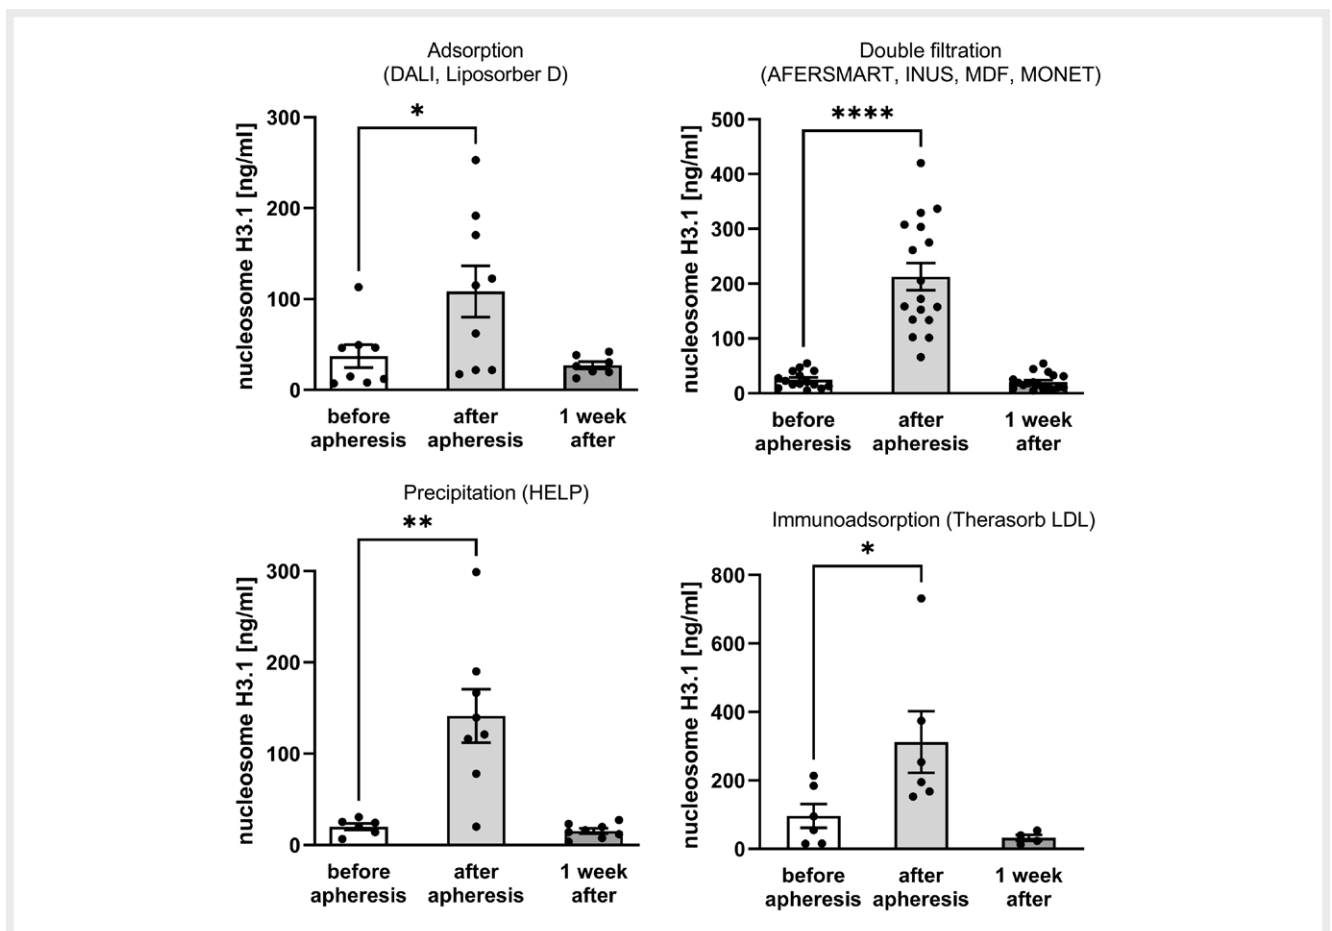 Adsorption
(DALI, Liposorber D)
*
nucleosome H3.1 [ng/ml]
300
200
100
0
before
apheresis
after
apheresis
1 week
after
Double filtration
(AFERSMART, INUS, MDF, MONET)
****
nucleosome H3.1 [ng/ml]
500
400
300
200
100
0
before
apheresis
after
apheresis
1 week
after
Precipitation (HELP)
**
nucleosome H3.1 [ng/ml]
300
200
100
0
before
apheresis
after
apheresis
1 week
after
Immunoadsorption (Therasorb LDL)
*
nucleosome H3.1 [ng/ml]
800
600
400
200
0
before
apheresis
after
apheresis
1 week
after